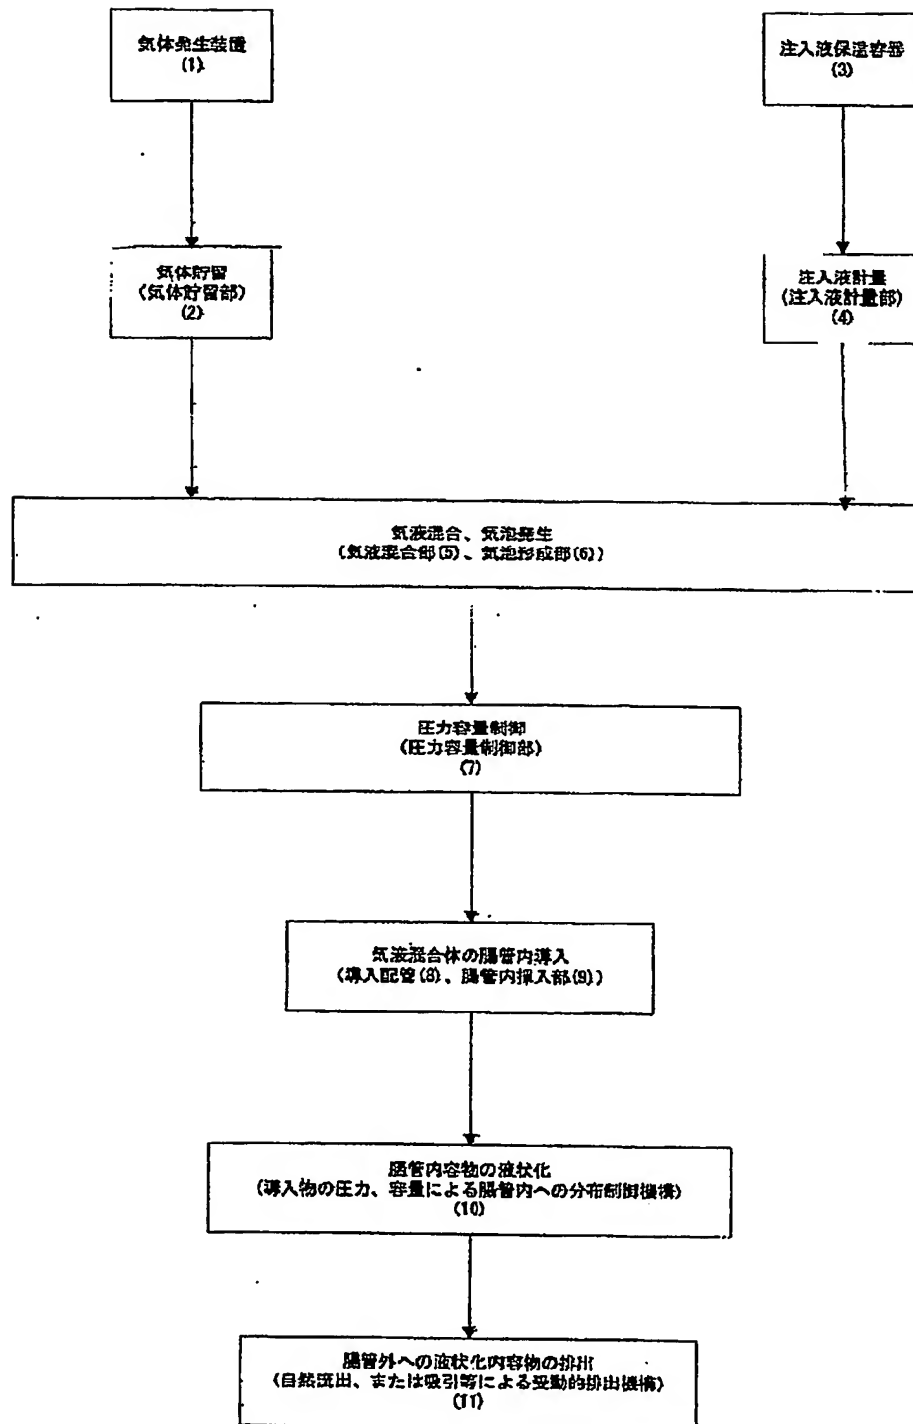 気体発生装置
(1)
注入液保温容器
(3)
気体貯留
(気体貯留部)
(2)
注入液計量
(注入液計量部)
(4)
気液混合、気泡発生
(気液混合部(5)、気泡形成部(6))
圧力容量制御
(圧力容量制御部)
(7)
気液混合体の腸管内導入
(導入配管(8)、腸管内挿入部(9))
腸管内容物の液状化
(導入物の圧力、容量による腸管内への分布制御機構)
(10)
腸管外への液状化内容物の排出
(自然流出、または吸引等による受動的排出機構)
(11)